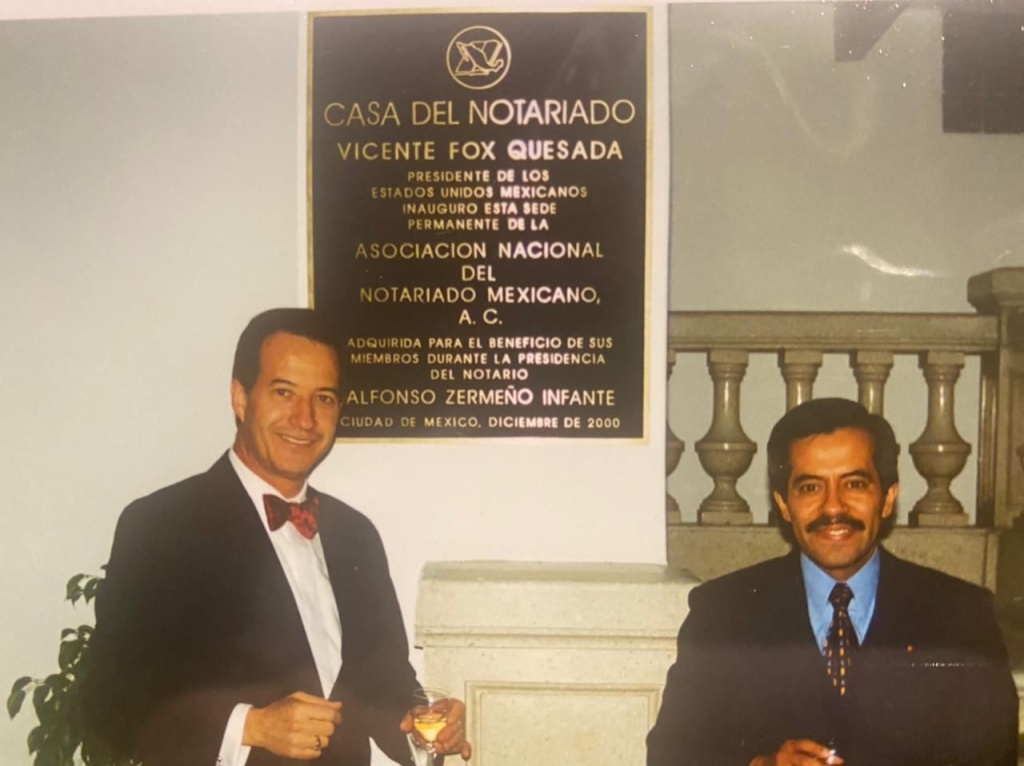 CASA DEL NOTARIADO
VICENTE FOX QUESADA
PRESIDENTE DE LOS
ESTADOS UNIDOS MEXICANOS
INAUGURO ESTA SEDE
PERMANENTE DE LA
ASOCIACION NACIONAL
DEL
NOTARIADO MEXICANO,
A. C.
ADQUIRIDA PARA EL BENEFICIO DE SUS
MIEMBROS DURANTE LA PRESIDENCIA
DEL NOTARIO
ALFONSO ZERMEÑO INFANTE
CIUDAD DE MEXICO, DICIEMBRE DE 2000